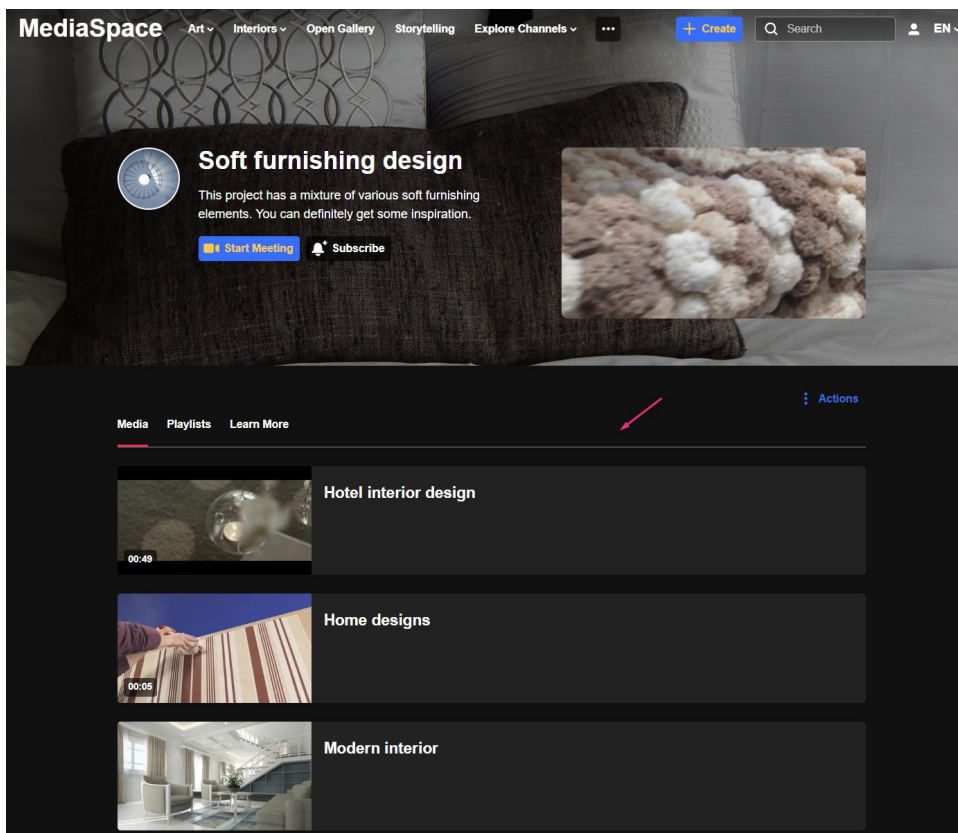 MediaSpace Art Interiors Open Gallery Storytelling Explore Channels ••• + Create Search EN
Soft furnishing design
This project has a mixture of various soft furnishing
elements. You can definitely get some inspiration.
Start Meeting Subscribe
Actions
Media Playlists Learn More
Hotel interior design
00:49
Home designs
00:05
Modern interior